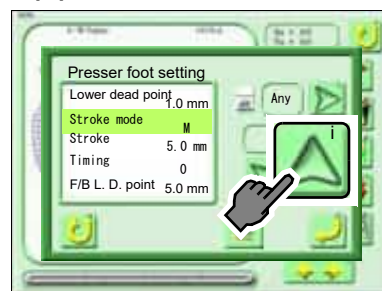 Presser foot setting
Lower dead point
1.0 mm
Stroke mode
M
Stroke
5.0 mm
Timing
0
F/B L. D. point 5.0 mm
Any
i